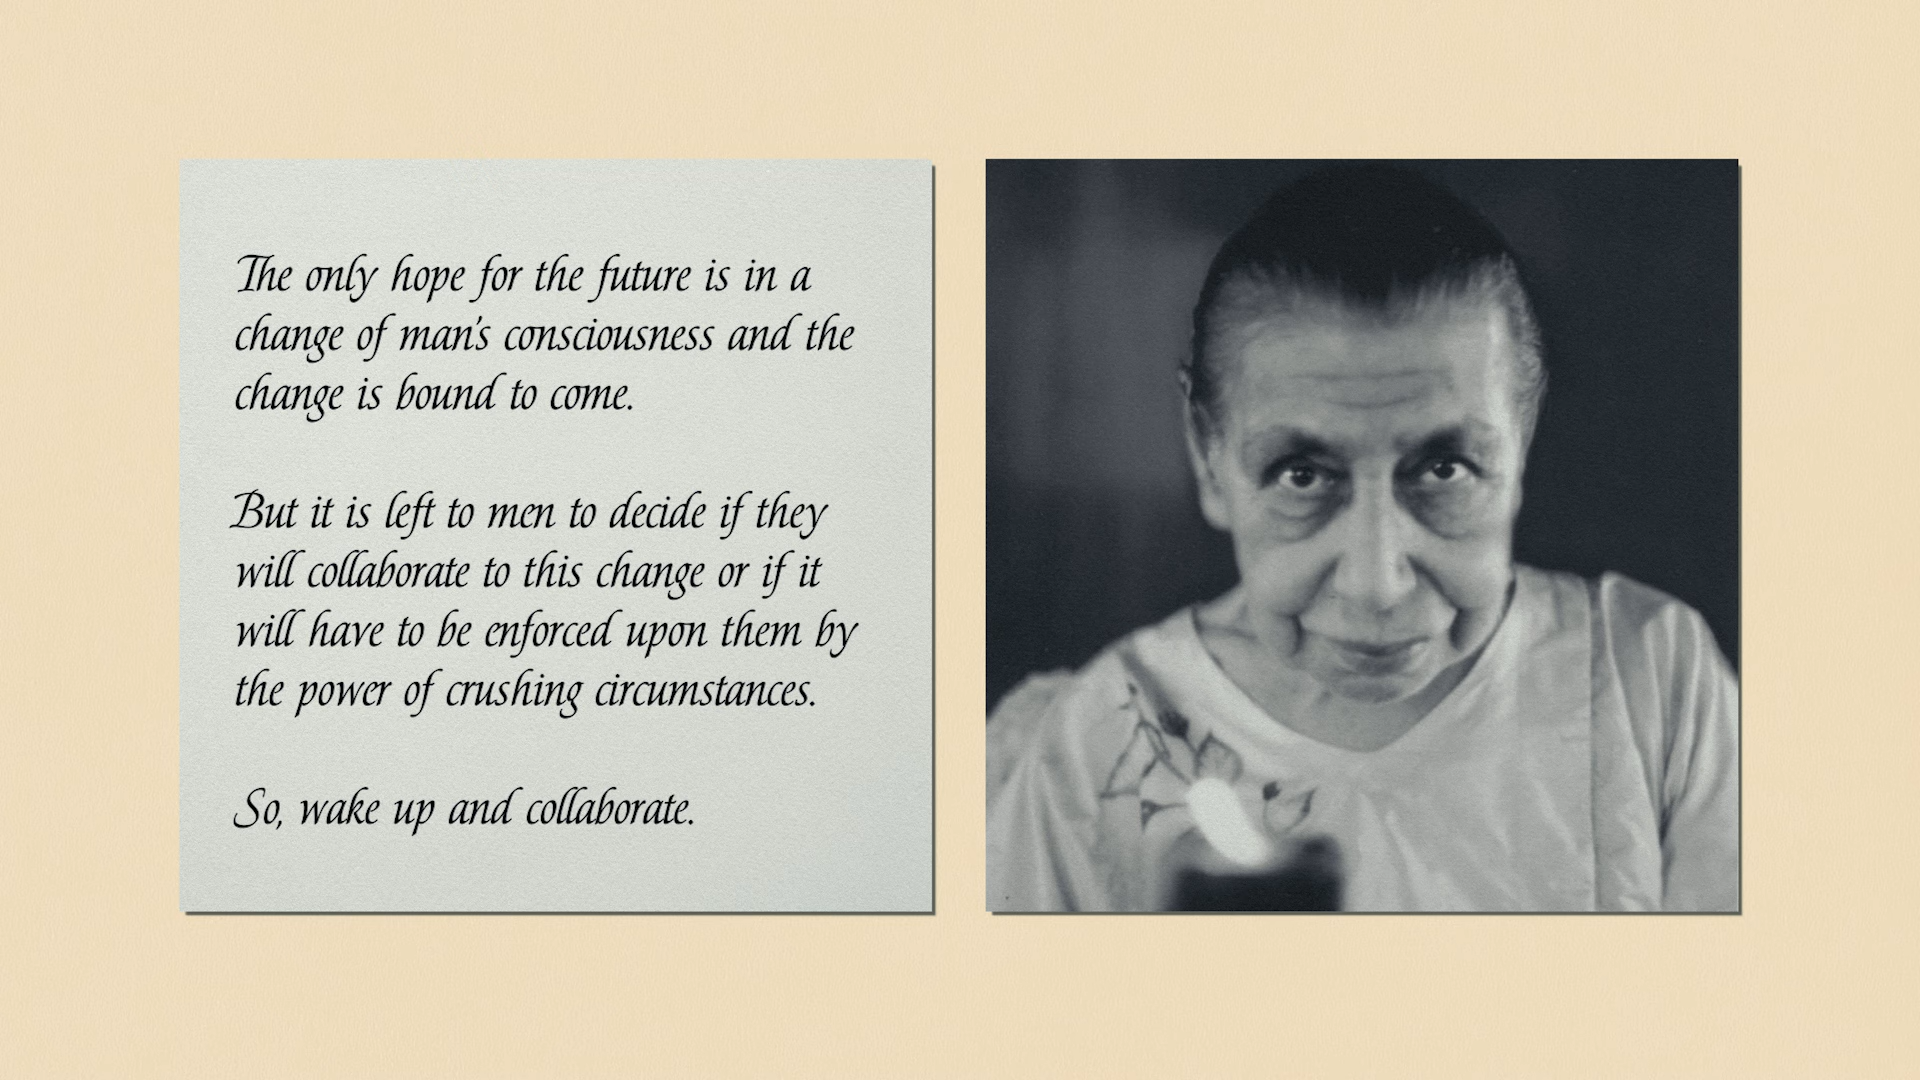 The only hope for the future is in a
change of man's consciousness and the
change is bound to come.
But it is left to men to decide if they
will collaborate to this change or if it
will have to be enforced upon them by
the power of crushing circumstances.
So, wake up and collaborate.